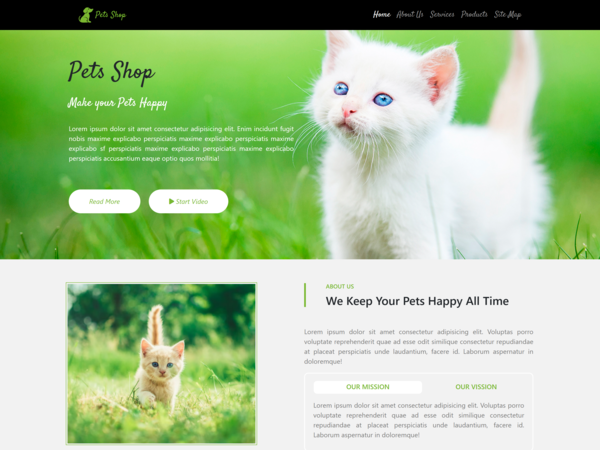 Pets Shop
Home About Us Services Products Site Map
Pets Shop
Make your Pets Happy
Lorem ipsum dolor sit amet consectetur adipisicing elit. Enim incidunt fugit
nobis maxime explicabo perspiciatis maxime explicabo perspiciatis maxime
explicabo sf perspiciatis maxime explicabo perspiciatis maxime explicabo
perspiciatis accusantium eaque optio quos mollitia!
Read More
Start Video
ABOUT US
We Keep Your Pets Happy All Time
Lorem ipsum dolor sit amet consectetur adipisicing elit. Voluptas poro
voluptate reprehenderit quae ad esse odit similique consectetur explicabo
at placeat perspiciatis unde laudantium, facere id. Laborum aspernatur in
doloremque!
OUR MISSION
OUR VISSION
Lorem ipsum dolor sit amet consectetur adipisicing elit. Voluptas poro
voluptate reprehenderit quae ad esse odit similique consectetur explicabo
at placeat perspiciatis unde laudantium, facere id. Laborum
aspernatur in doloremque!